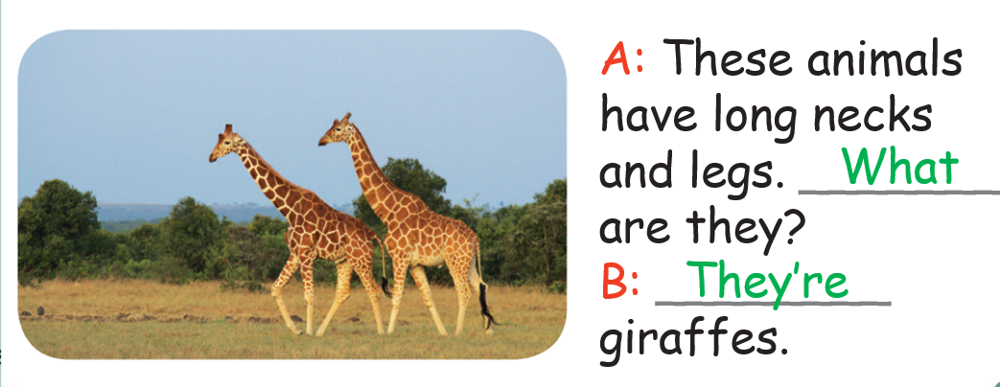 A: These animals
have long necks
and legs. What
are they?
B: They're
giraffes.